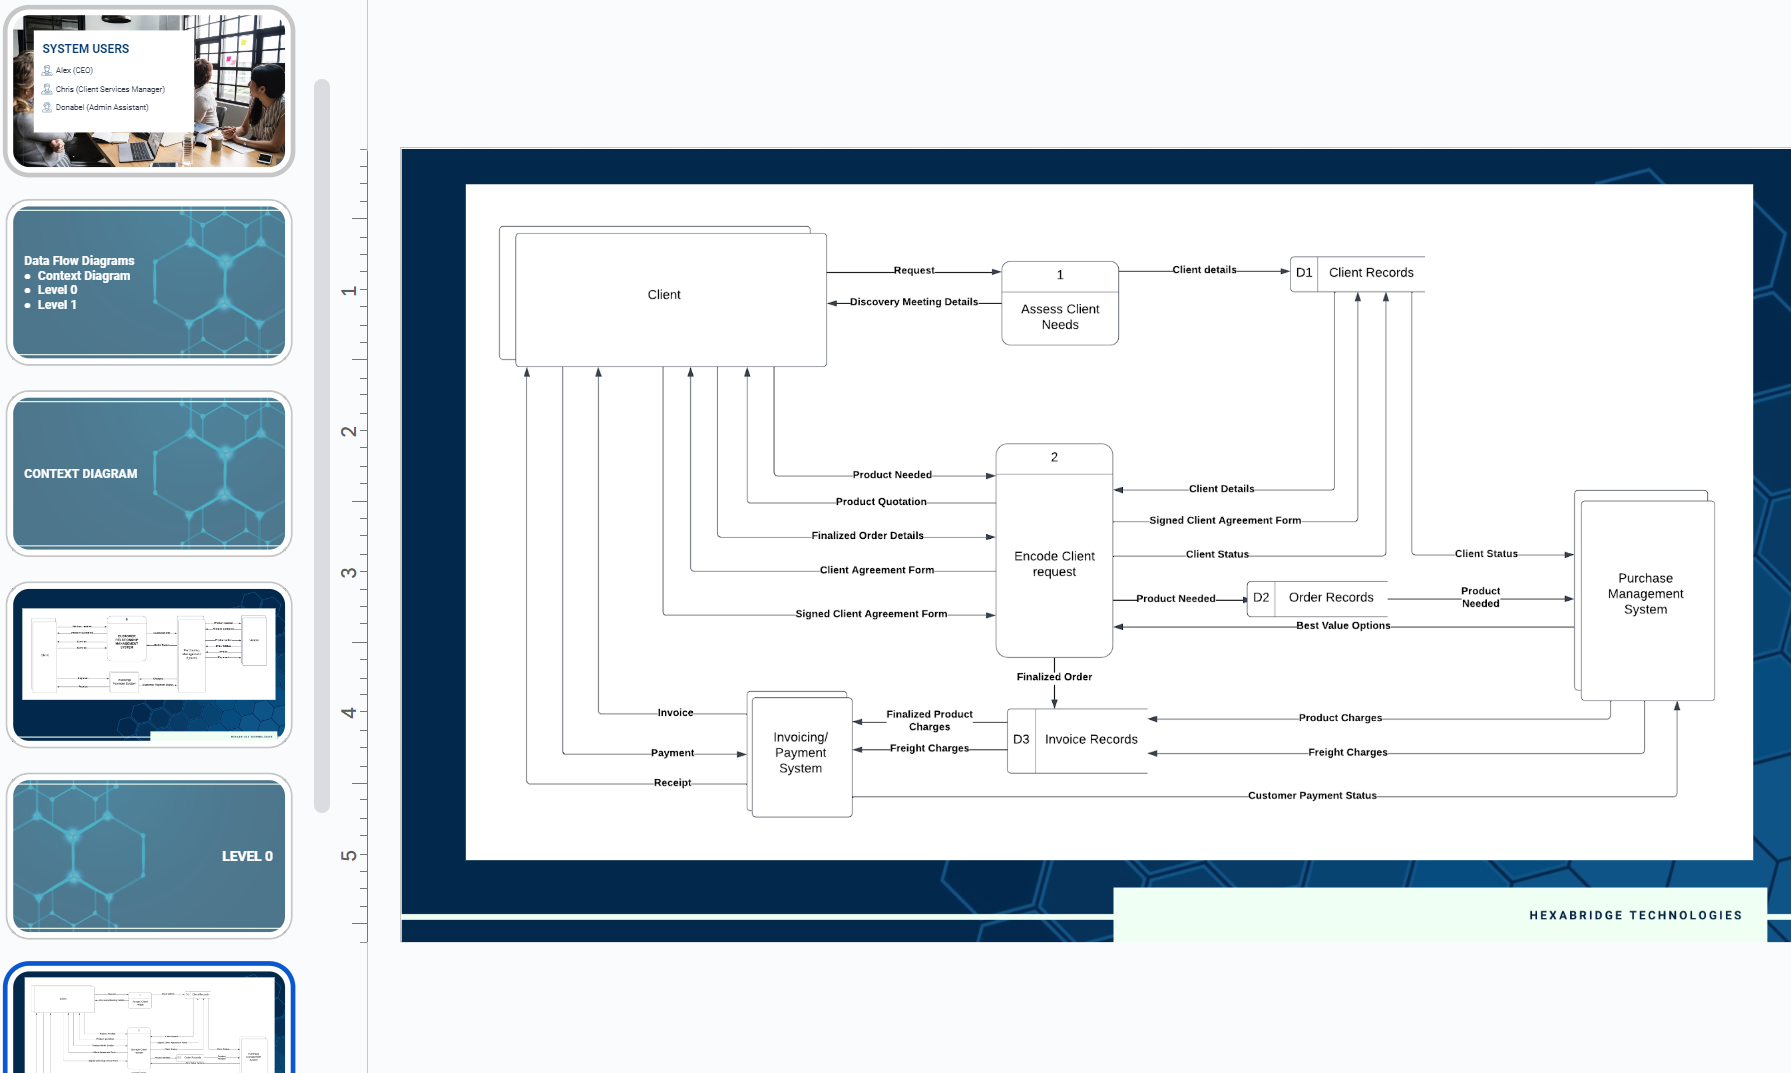 SYSTEM USERS
Alex (CEO)
Chris (Client Services Manager)
Donabel (Admin Assistant)
Data Flow Diagrams
Context Diagram
Level 0
Level 1
CONTEXT DIAGRAM
LEVEL 0
1
2
3
4
5
Client
Request
Discovery Meeting Details
1
Assess Client
Needs
Client details
D1 Client Records
Product Needed
Product Quotation
Finalized Order Details
Client Agreement Form
Signed Client Agreement Form
2
Encode Client
request
Client Details
Signed Client Agreement Form
Client Status
Client Status
Product Needed
D2 Order Records
Product
Needed
Best Value Options
Purchase
Management
System
Finalized Order
Invoice
Payment
Receipt
Invoicing/
Payment
System
Finalized Product
Charges
Freight Charges
D3 Invoice Records
Product Charges
Freight Charges
Customer Payment Status
HEXABRIDGE TECHNOLOGIES